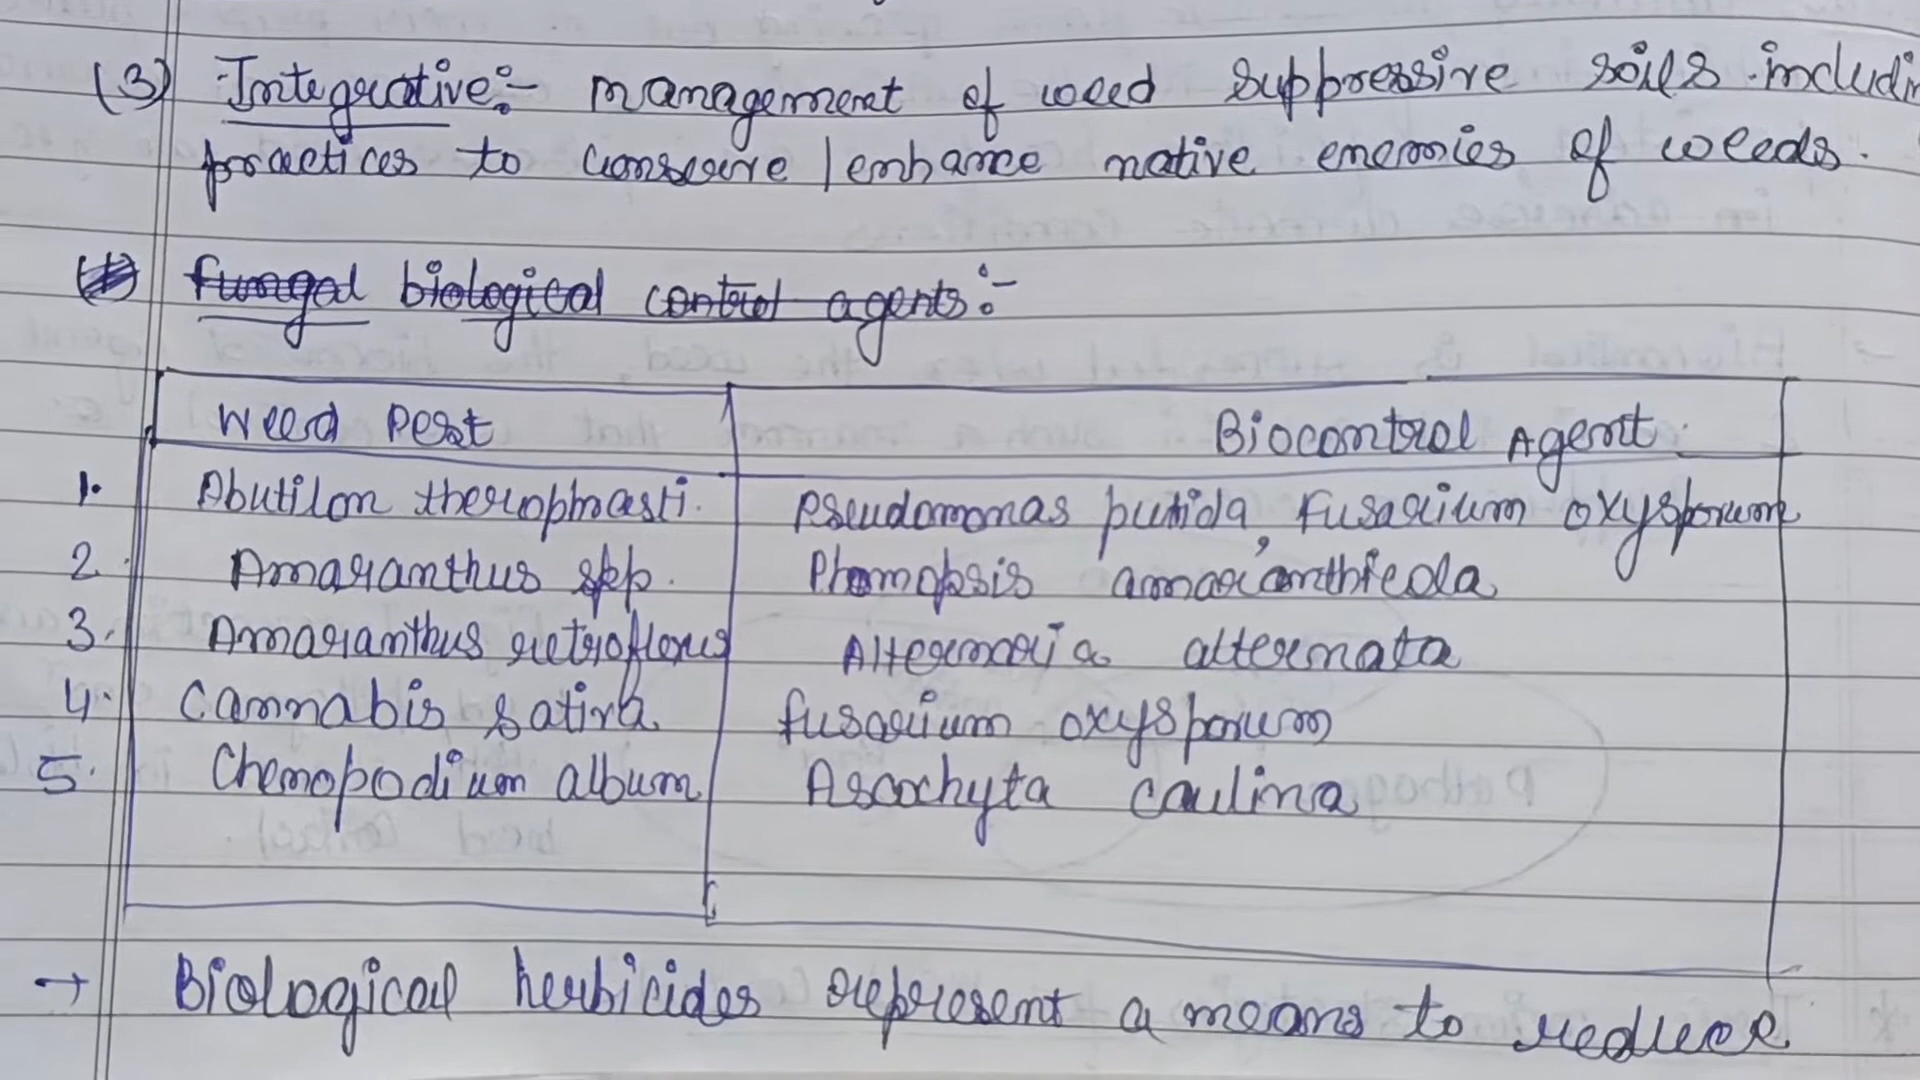 (3) Integrative:- management of weed suppressive soils includi
practices to conserve / enhance native enemies of weeds.
fungal biological control agents:-
Weed Pest Biocontrol Agent
1. Abutilon theriophrasti. Pseudomonas putida, Fusarium oxysporum
2. Amaranthus spp. Phomopsis amaranthicola
3. Amaranthus retroflexus Alternaria alternata
4. Cannabis sativa fusarium oxysporum
5. Chenopodium album Ascochyta caulina
→ Biological herbicides represent a means to reduce